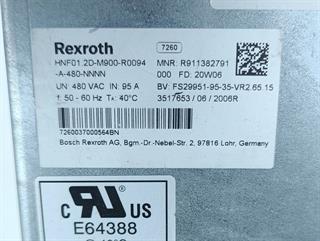 Rexroth
7260
HNF01.2D-M900-R0094
-A-480-NNNN
MNR: R911382791
000 FD: 20W06
UN: 480 VAC IN: 95 A
BV: FS29951-95-35-VR2.65.15
f: 50 - 60 Hz TA: 40°C
3517653 / 06 / 2006R
7260037000564BN
Bosch Rexroth AG, Bgm.-Dr.-Nebel-Str. 2, 97816 Lohr, Germany
C RU US
E64388